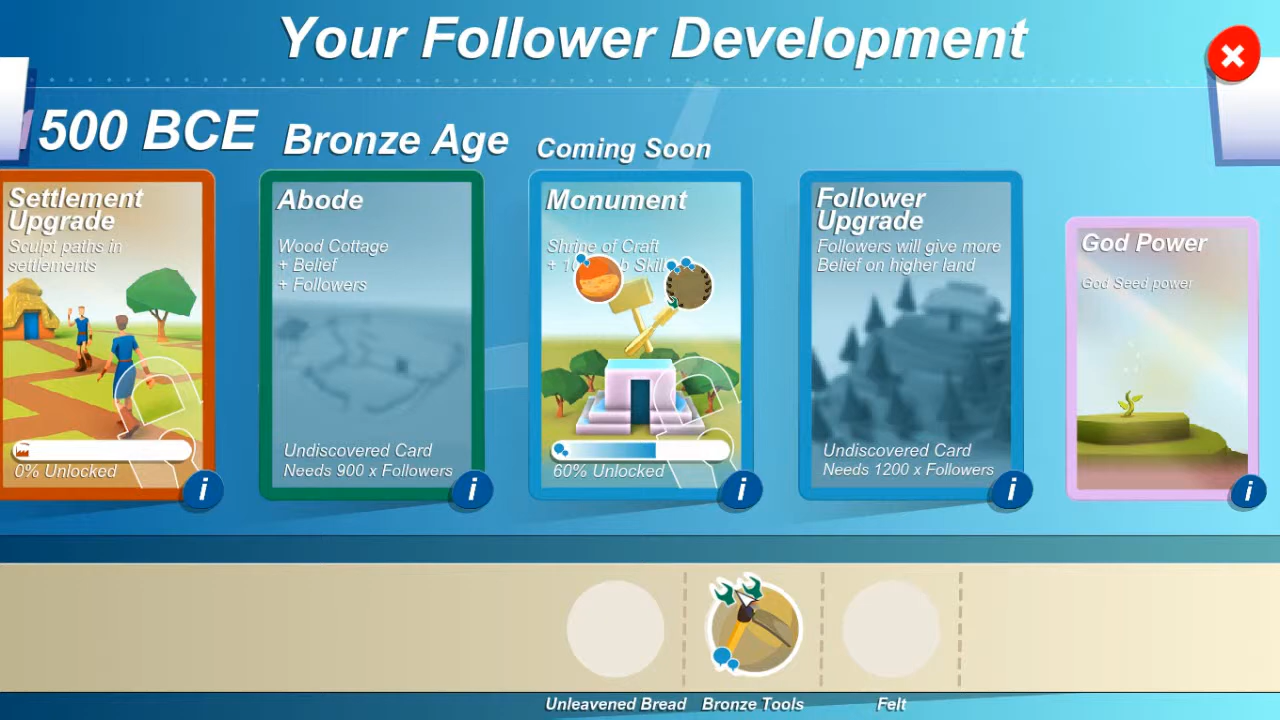 Your Follower Development
500 BCE
Bronze Age
Coming Soon
Settlement
Upgrade
Sculpt paths in
settlements
0% Unlocked
i
Abode
Wood Cottage
+ Belief
+ Followers
Undiscovered Card
Needs 900 x Followers
i
Monument
Shrine of Craft
60% Unlocked
i
Follower
Upgrade
Followers will give more
Belief on higher land
Undiscovered Card
Needs 1200 x Followers
i
God Power
God Seed power
i
Unleavened Bread
Bronze Tools
Felt